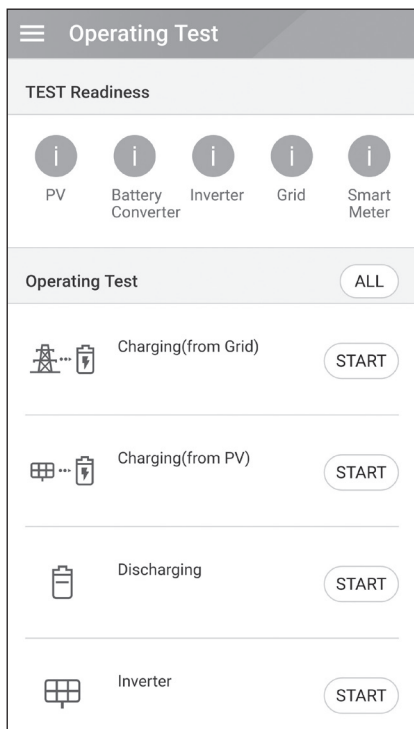 Operating Test
TEST Readiness
i i i i i
PV Battery Converter Inverter Grid Smart Meter
Operating Test ALL
Charging(from Grid) START
Charging(from PV) START
Discharging START
Inverter START